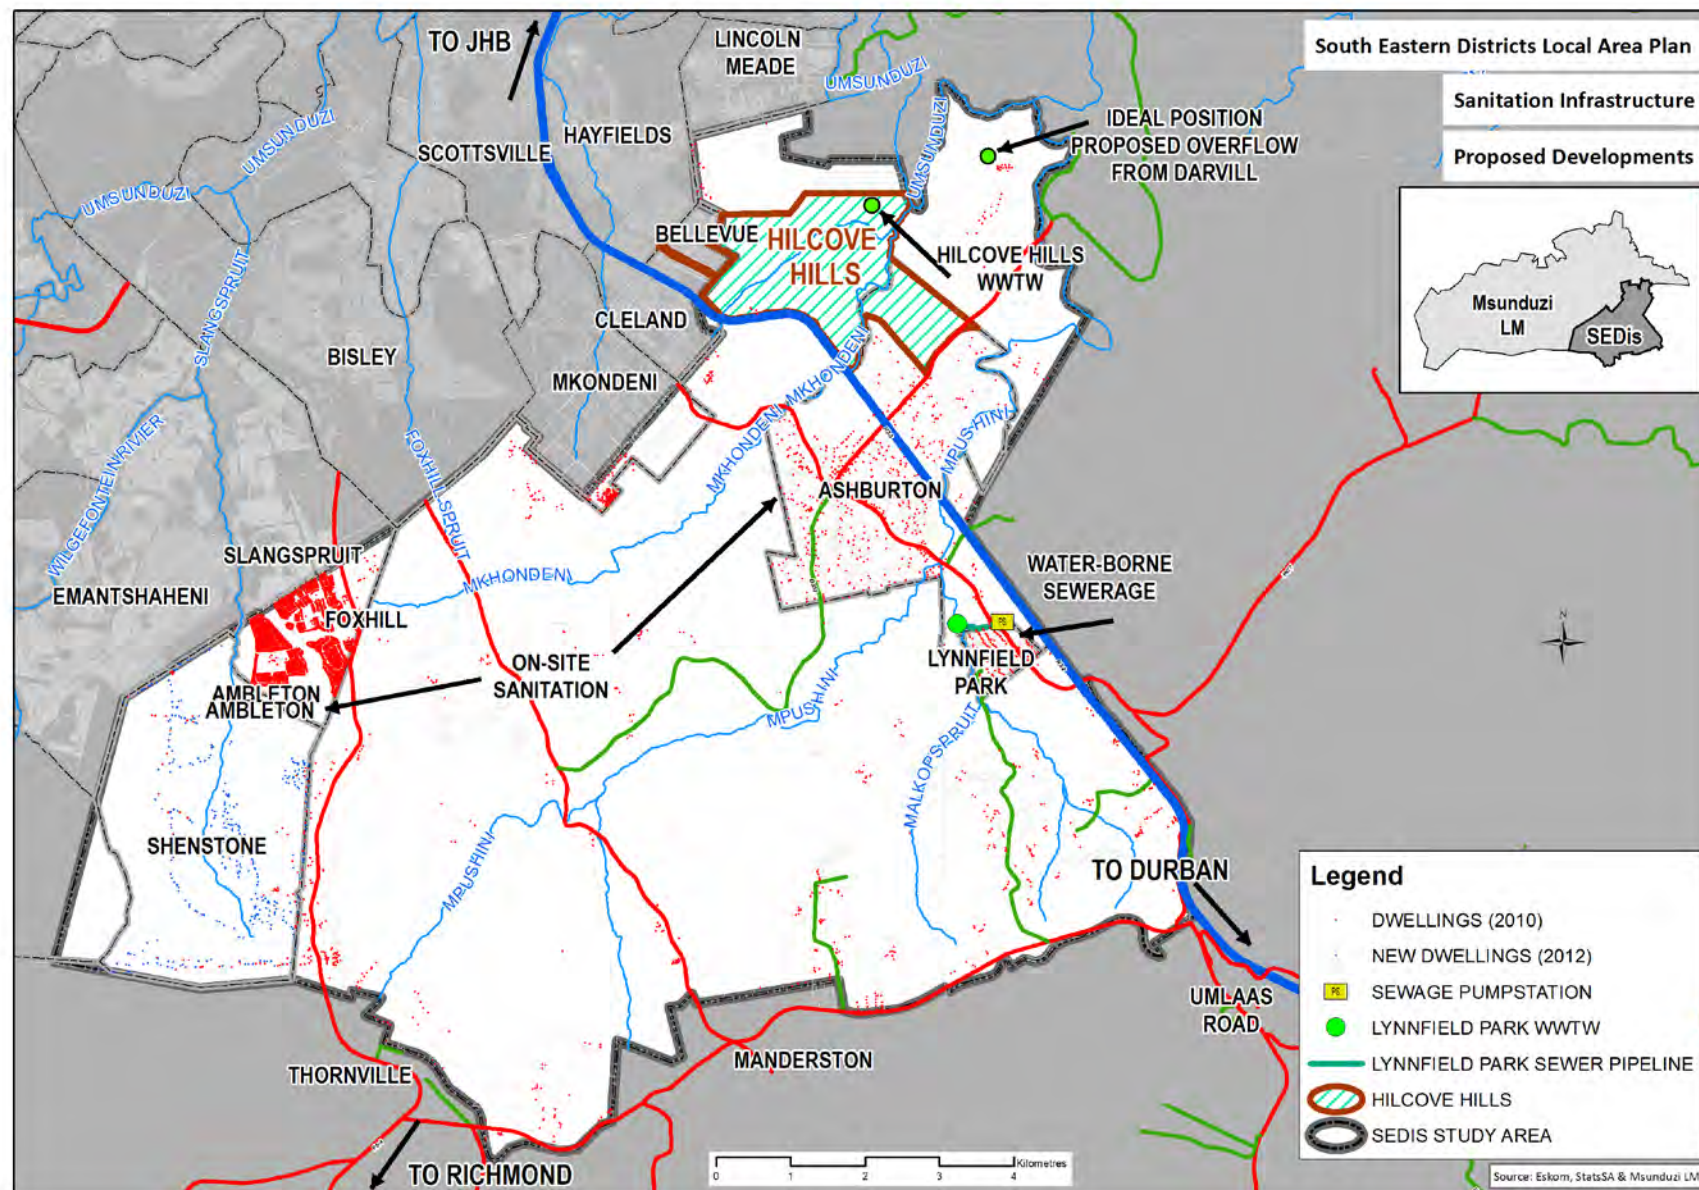 South Eastern Districts Local Area Plan
Sanitation Infrastructure
Proposed Developments
TO JHB
LINCOLN
MEADE
UMSUNDUZI
HAYFIELDS
SCOTTSVILLE
UMSUNDUZI
UMSUNDUZI
UMSUNDUZI
IDEAL POSITION
PROPOSED OVERFLOW
FROM DARVILL
BELLEVUE
HILCOVE
HILLS
HILCOVE HILLS
WWTW
Msunduzi
LM
SEDis
SLANGSPRUIT
CLELAND
BISLEY
MKONDENI
MKHONDENI
MKHONDENI
MPUSHINI
WILGEFONTEINRIVIER
FOXHILLSPRUIT
ASHBURTON
SLANGSPRUIT
MKHONDENI
EMANTSHAHENI
FOXHILL
WATER-BORNE
SEWERAGE
PS
N
ON-SITE
SANITATION
LYNNFIELD
PARK
AMBLETON
AMBLETON
MPUSHINI
MALKOPSPRUIT
SHENSTONE
MPUSHINI
TO DURBAN
UMLAAS
ROAD
THORNVILLE
MANDERSTON
TO RICHMOND
0 1 2 3 4 Kilometres
Legend
DWELLINGS (2010)
NEW DWELLINGS (2012)
PS SEWAGE PUMPSTATION
LYNNFIELD PARK WWTW
LYNNFIELD PARK SEWER PIPELINE
HILCOVE HILLS
SEDIS STUDY AREA
Source: Eskom, StatsSA & Msunduzi LM